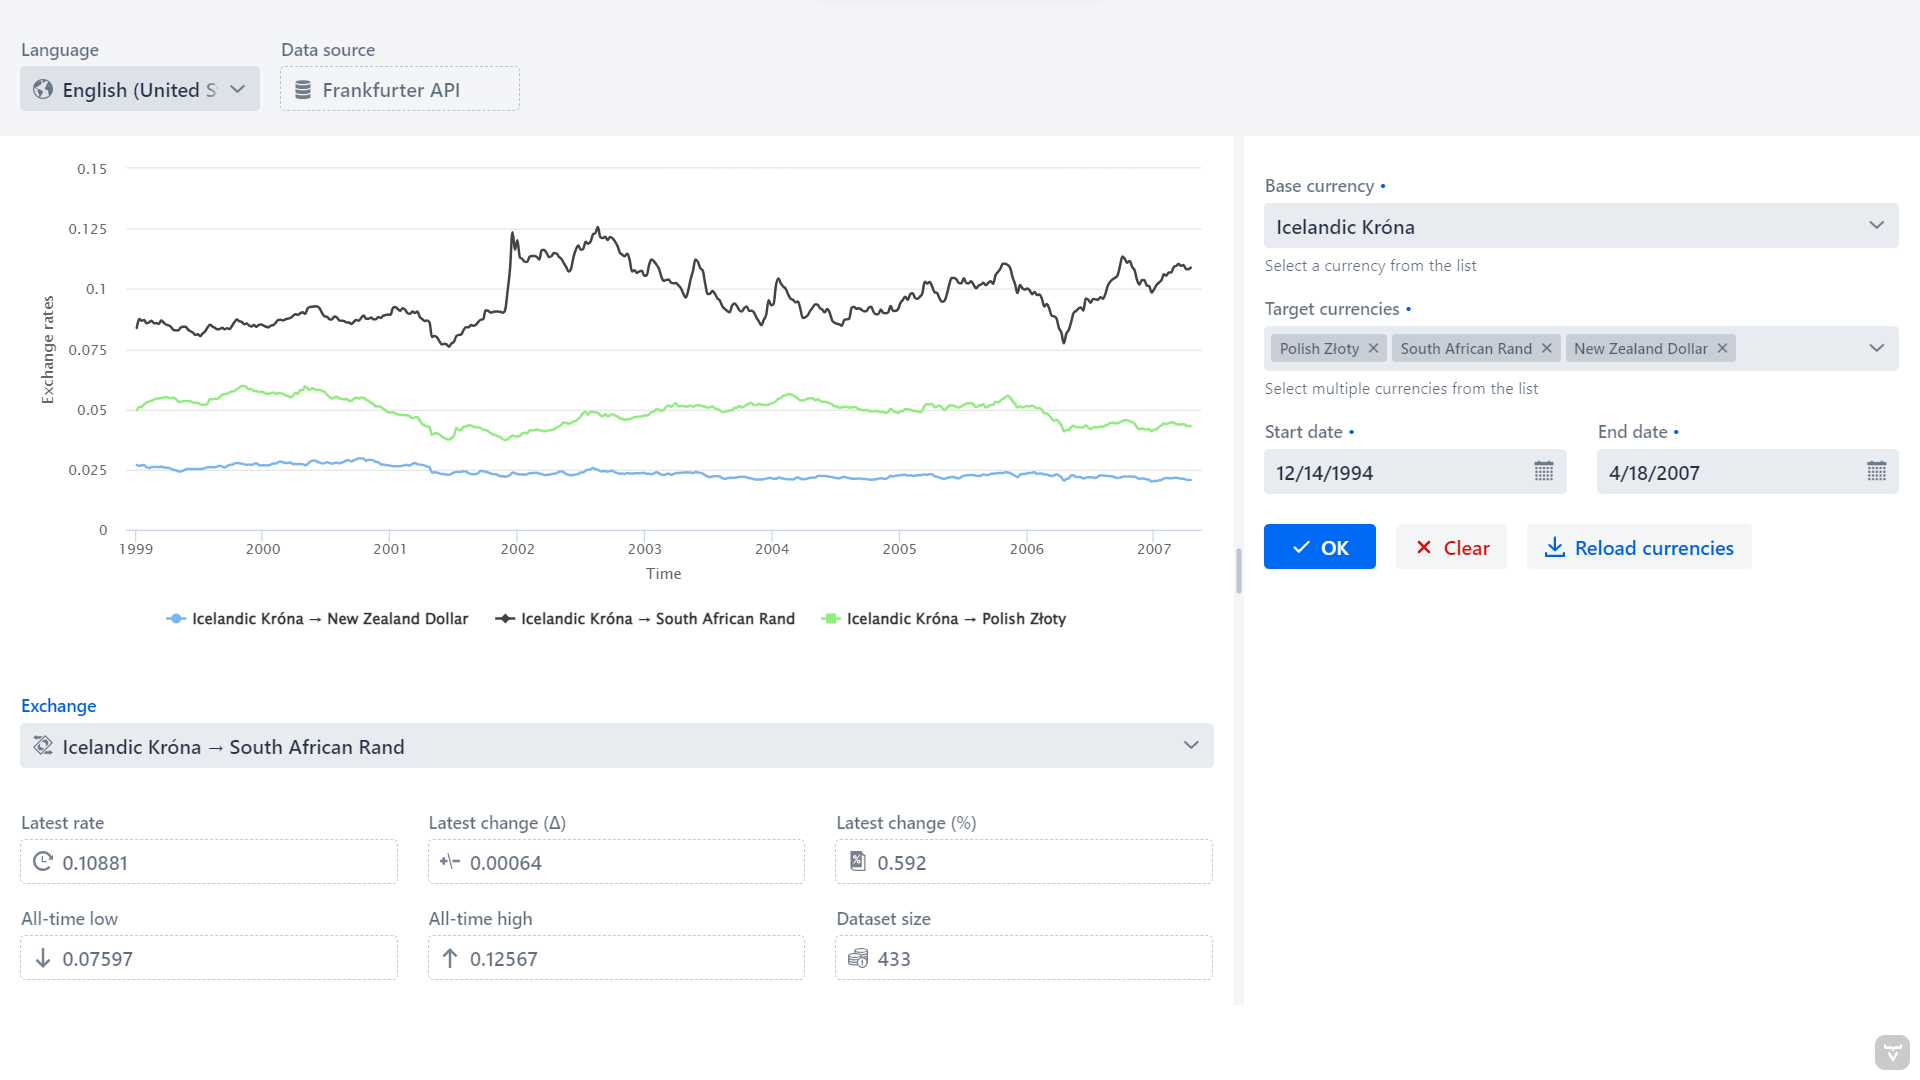 Language
English (United S
Data source
Frankfurter API
0.15
0.125
0.1
0.075
0.05
0.025
0
Exchange rates
1999 2000 2001 2002 2003 2004 2005 2006 2007
Time
Icelandic Króna → New Zealand Dollar
Icelandic Króna → South African Rand
Icelandic Króna → Polish Złoty
Exchange
Icelandic Króna → South African Rand
Latest rate
0.10881
Latest change (Δ)
+\- 0.00064
Latest change (%)
0.592
All-time low
0.07597
All-time high
0.12567
Dataset size
433
Base currency •
Icelandic Króna
Select a currency from the list
Target currencies •
Polish Złoty
South African Rand
New Zealand Dollar
Select multiple currencies from the list
Start date •
12/14/1994
End date •
4/18/2007
OK
Clear
Reload currencies